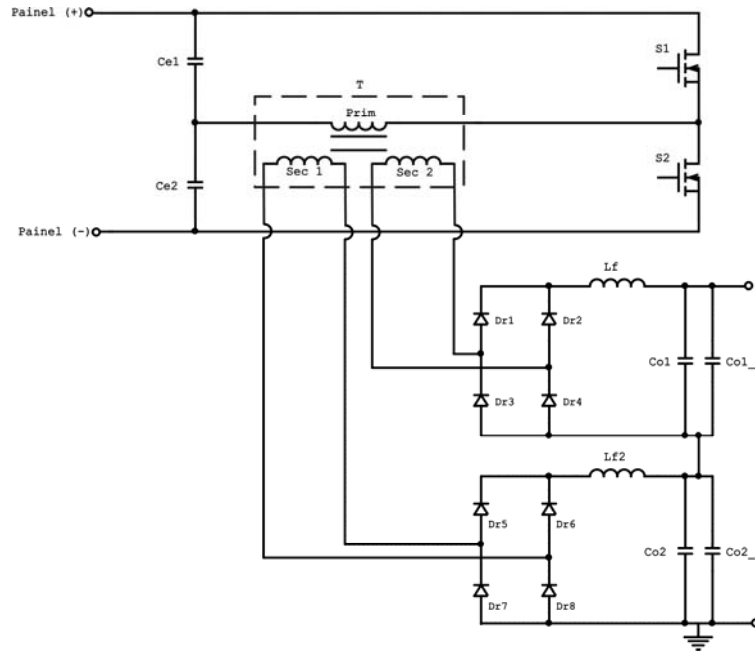 Painel (+)
S1
Ce1
T
Prim
S2
Sec 1
Sec 2
Ce2
Painel (-)
Lf
Dr1
Dr2
Co1
Co1_
Dr3
Dr4
Lf2
Dr5
Dr6
Co2
Co2_
Dr7
Dr8